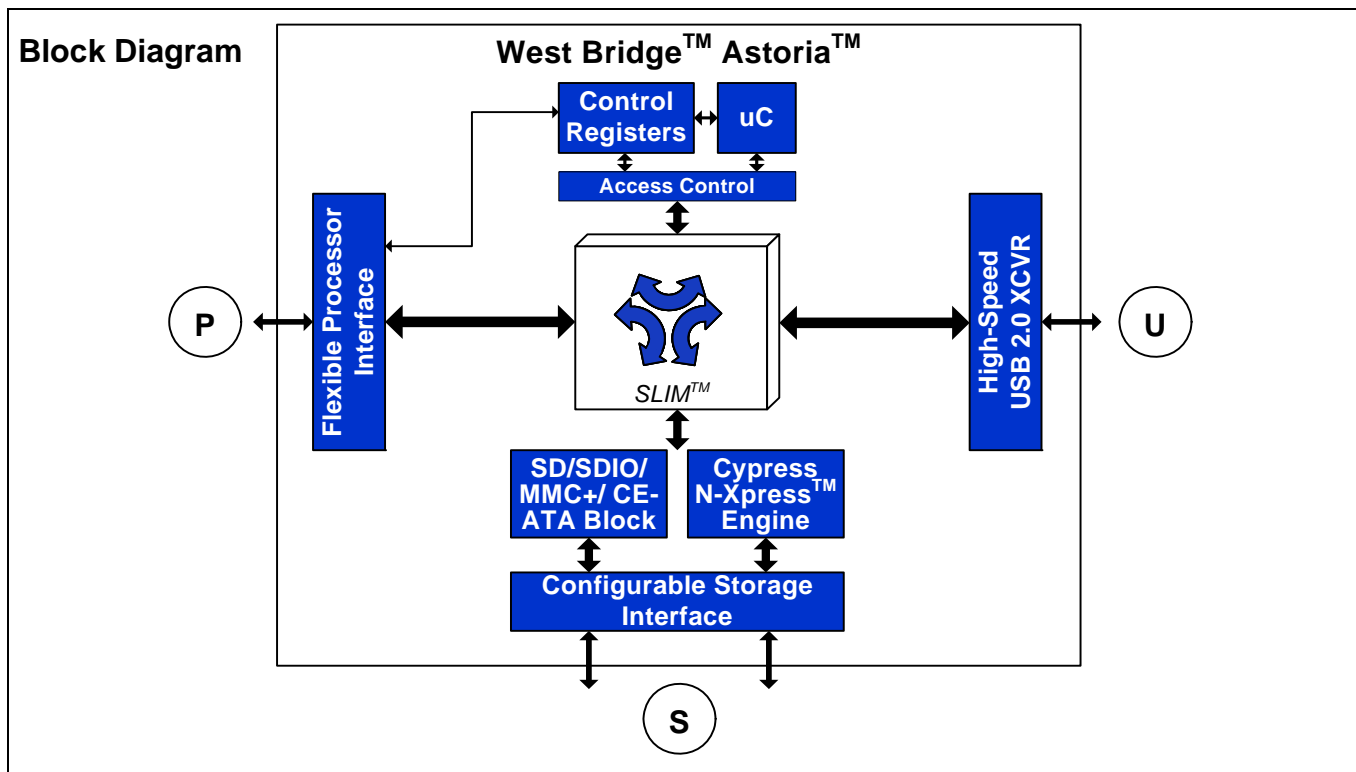 Block Diagram
West Bridge™ Astoria™
Control
Registers
uC
Access Control
Flexible Processor
Interface
P
SLIM™
High-Speed
USB 2.0 XCVR
U
SD/SDIO/
MMC+/ CE-
ATA Block
Cypress
N-Xpress™
Engine
Configurable Storage
Interface
S